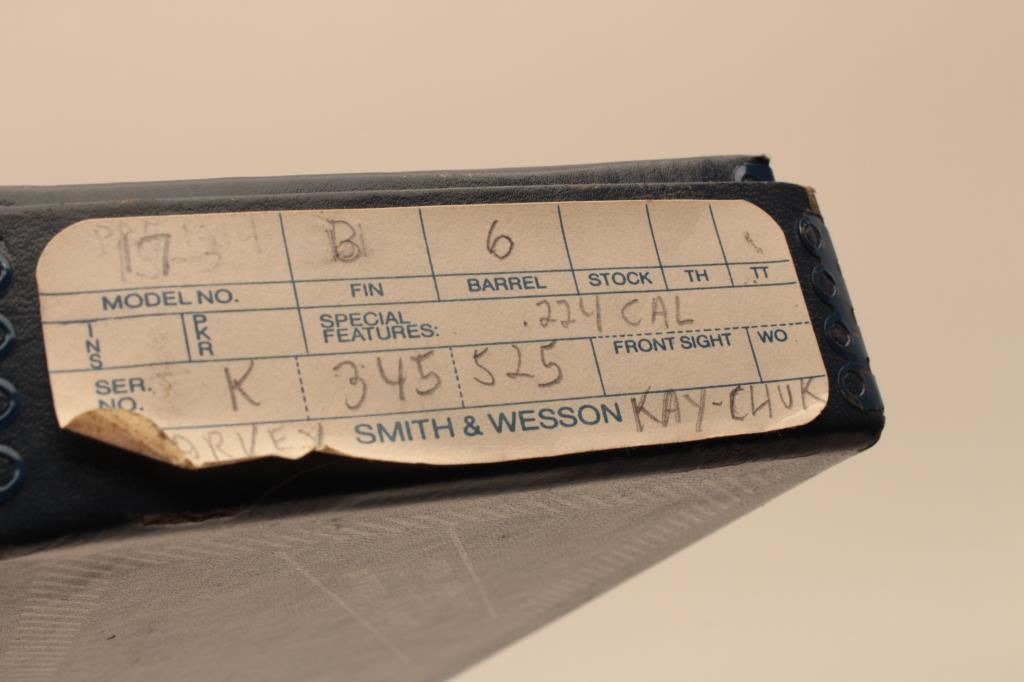 17-3 B 6
MODEL NO. FIN BARREL STOCK TH TT
INS PKR SPECIAL FEATURES: .224 CAL
SER. NO. K 345 525 FRONT SIGHT WO
ARVEY SMITH & WESSON KAY-CHUK